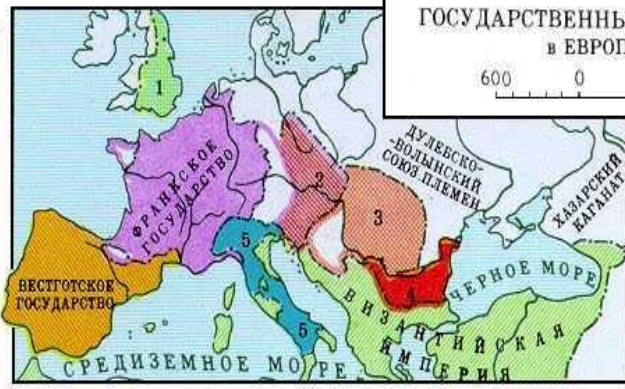 ГОСУДАРСТВЕННЫ
в ЕВРОП
600 0
ДУЛЕБСКО-
-ВОЛЫНСКИЙ
СОЮЗ ПЛЕМЕН
ХАЗАРСКИЙ
КАГАНАТ
1
ФРАНКСКОЕ
ГОСУДАРСТВО
2
3
5
4
ЧЕРНОЕ МОРЕ
ВЕСТГОТСКОЕ
ГОСУДАРСТВО
5
ВИЗАНТИЙСКАЯ
ИМПЕРИЯ
СРЕДИЗЕМНОЕ МОРЕ